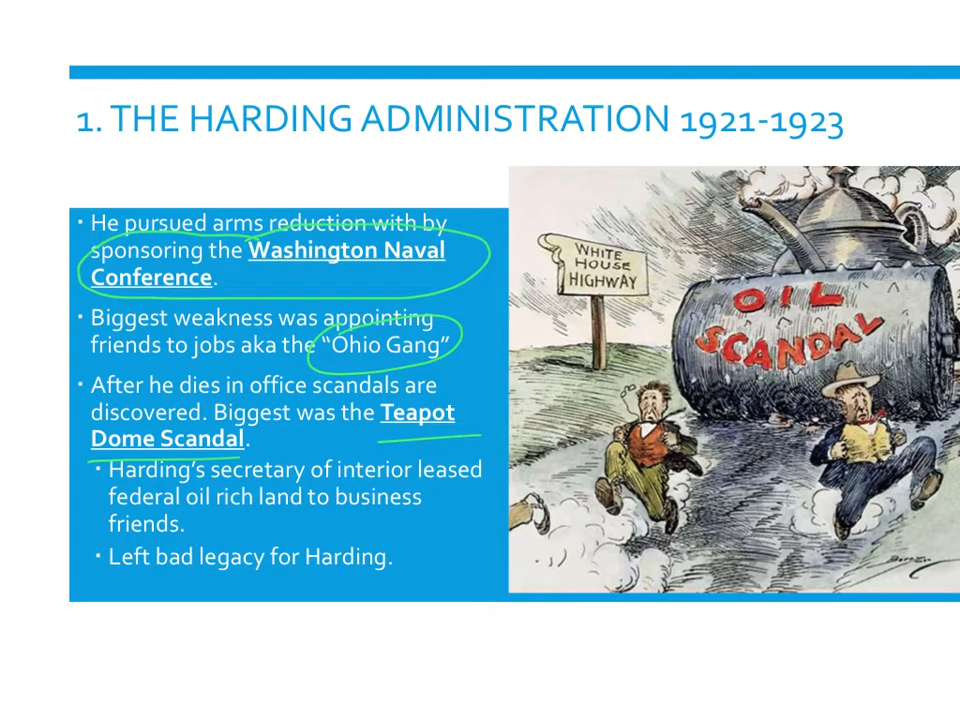 1. THE HARDING ADMINISTRATION 1921-1923
▪ He pursued arms reduction with by
sponsoring the Washington Naval
Conference.
▪ Biggest weakness was appointing
friends to jobs aka the “Ohio Gang”
▪ After he dies in office scandals are
discovered. Biggest was the Teapot
Dome Scandal.
▪ Harding’s secretary of interior leased
federal oil rich land to business
friends.
▪ Left bad legacy for Harding.
WHITE
HOUSE
HIGHWAY
OIL
SCANDAL